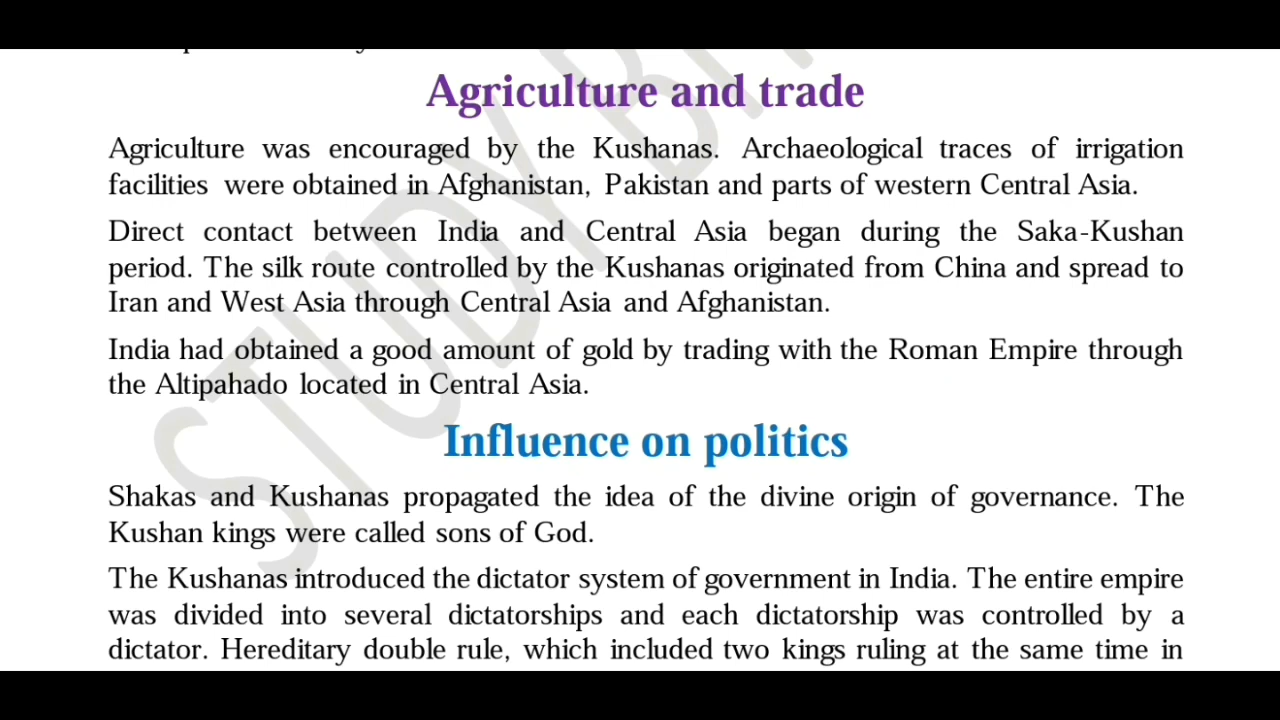 Agriculture and trade
Agriculture was encouraged by the Kushanas. Archaeological traces of irrigation
facilities were obtained in Afghanistan, Pakistan and parts of western Central Asia.
Direct contact between India and Central Asia began during the Saka-Kushan
period. The silk route controlled by the Kushanas originated from China and spread to
Iran and West Asia through Central Asia and Afghanistan.
India had obtained a good amount of gold by trading with the Roman Empire through
the Altipahado located in Central Asia.
Influence on politics
Shakas and Kushanas propagated the idea of the divine origin of governance. The
Kushan kings were called sons of God.
The Kushanas introduced the dictator system of government in India. The entire empire
was divided into several dictatorships and each dictatorship was controlled by a
dictator. Hereditary double rule, which included two kings ruling at the same time in
STUDY